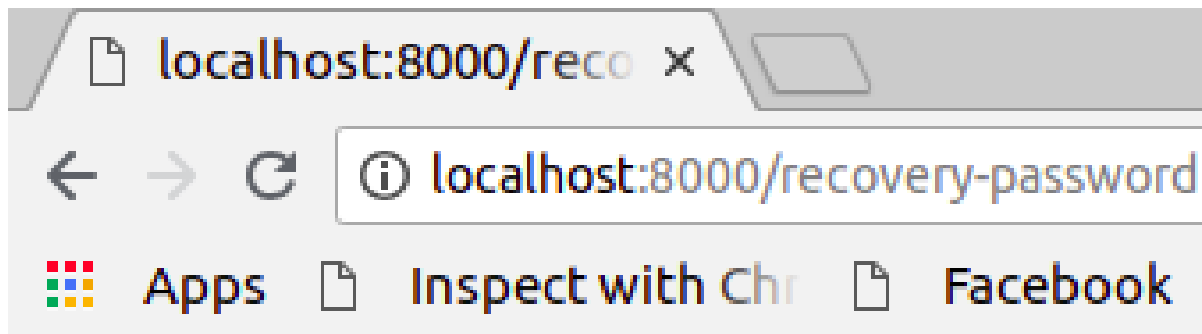 localhost:8000/reco
localhost:8000/recovery-password
Apps Inspect with Chr Facebook